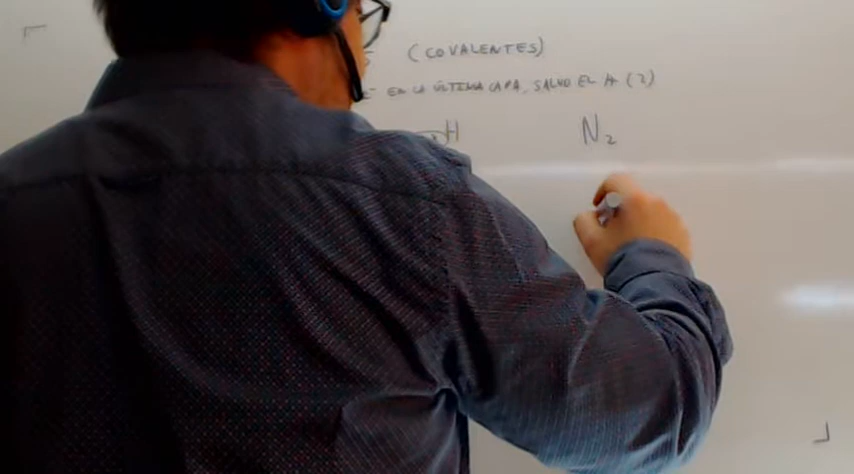 (COVALENTES)
EN LA ÚLTIMA CAPA, SALVO EL H (2)
H N₂